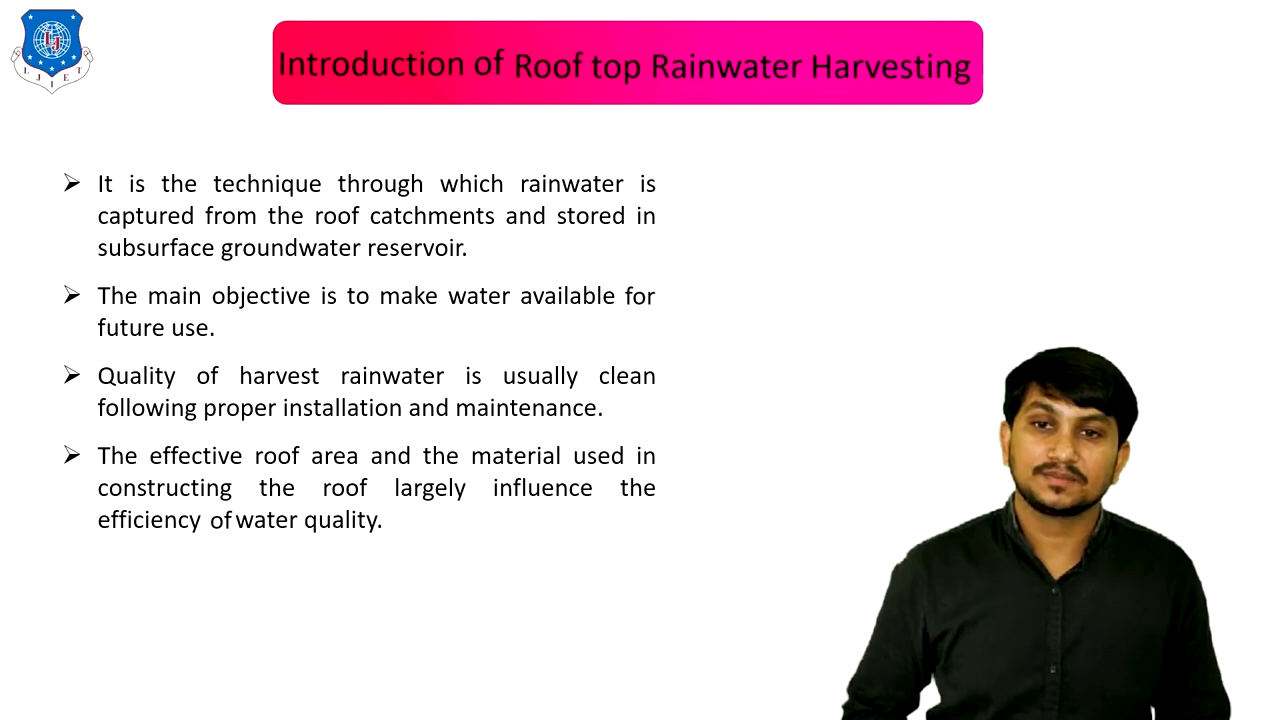 LJIET
Introduction of Roof top Rainwater Harvesting
It is the technique through which rainwater is
captured from the roof catchments and stored in
subsurface groundwater reservoir.
The main objective is to make water available for
future use.
Quality of harvest rainwater is usually clean
following proper installation and maintenance.
The effective roof area and the material used in
constructing the roof largely influence the
efficiency of water quality.